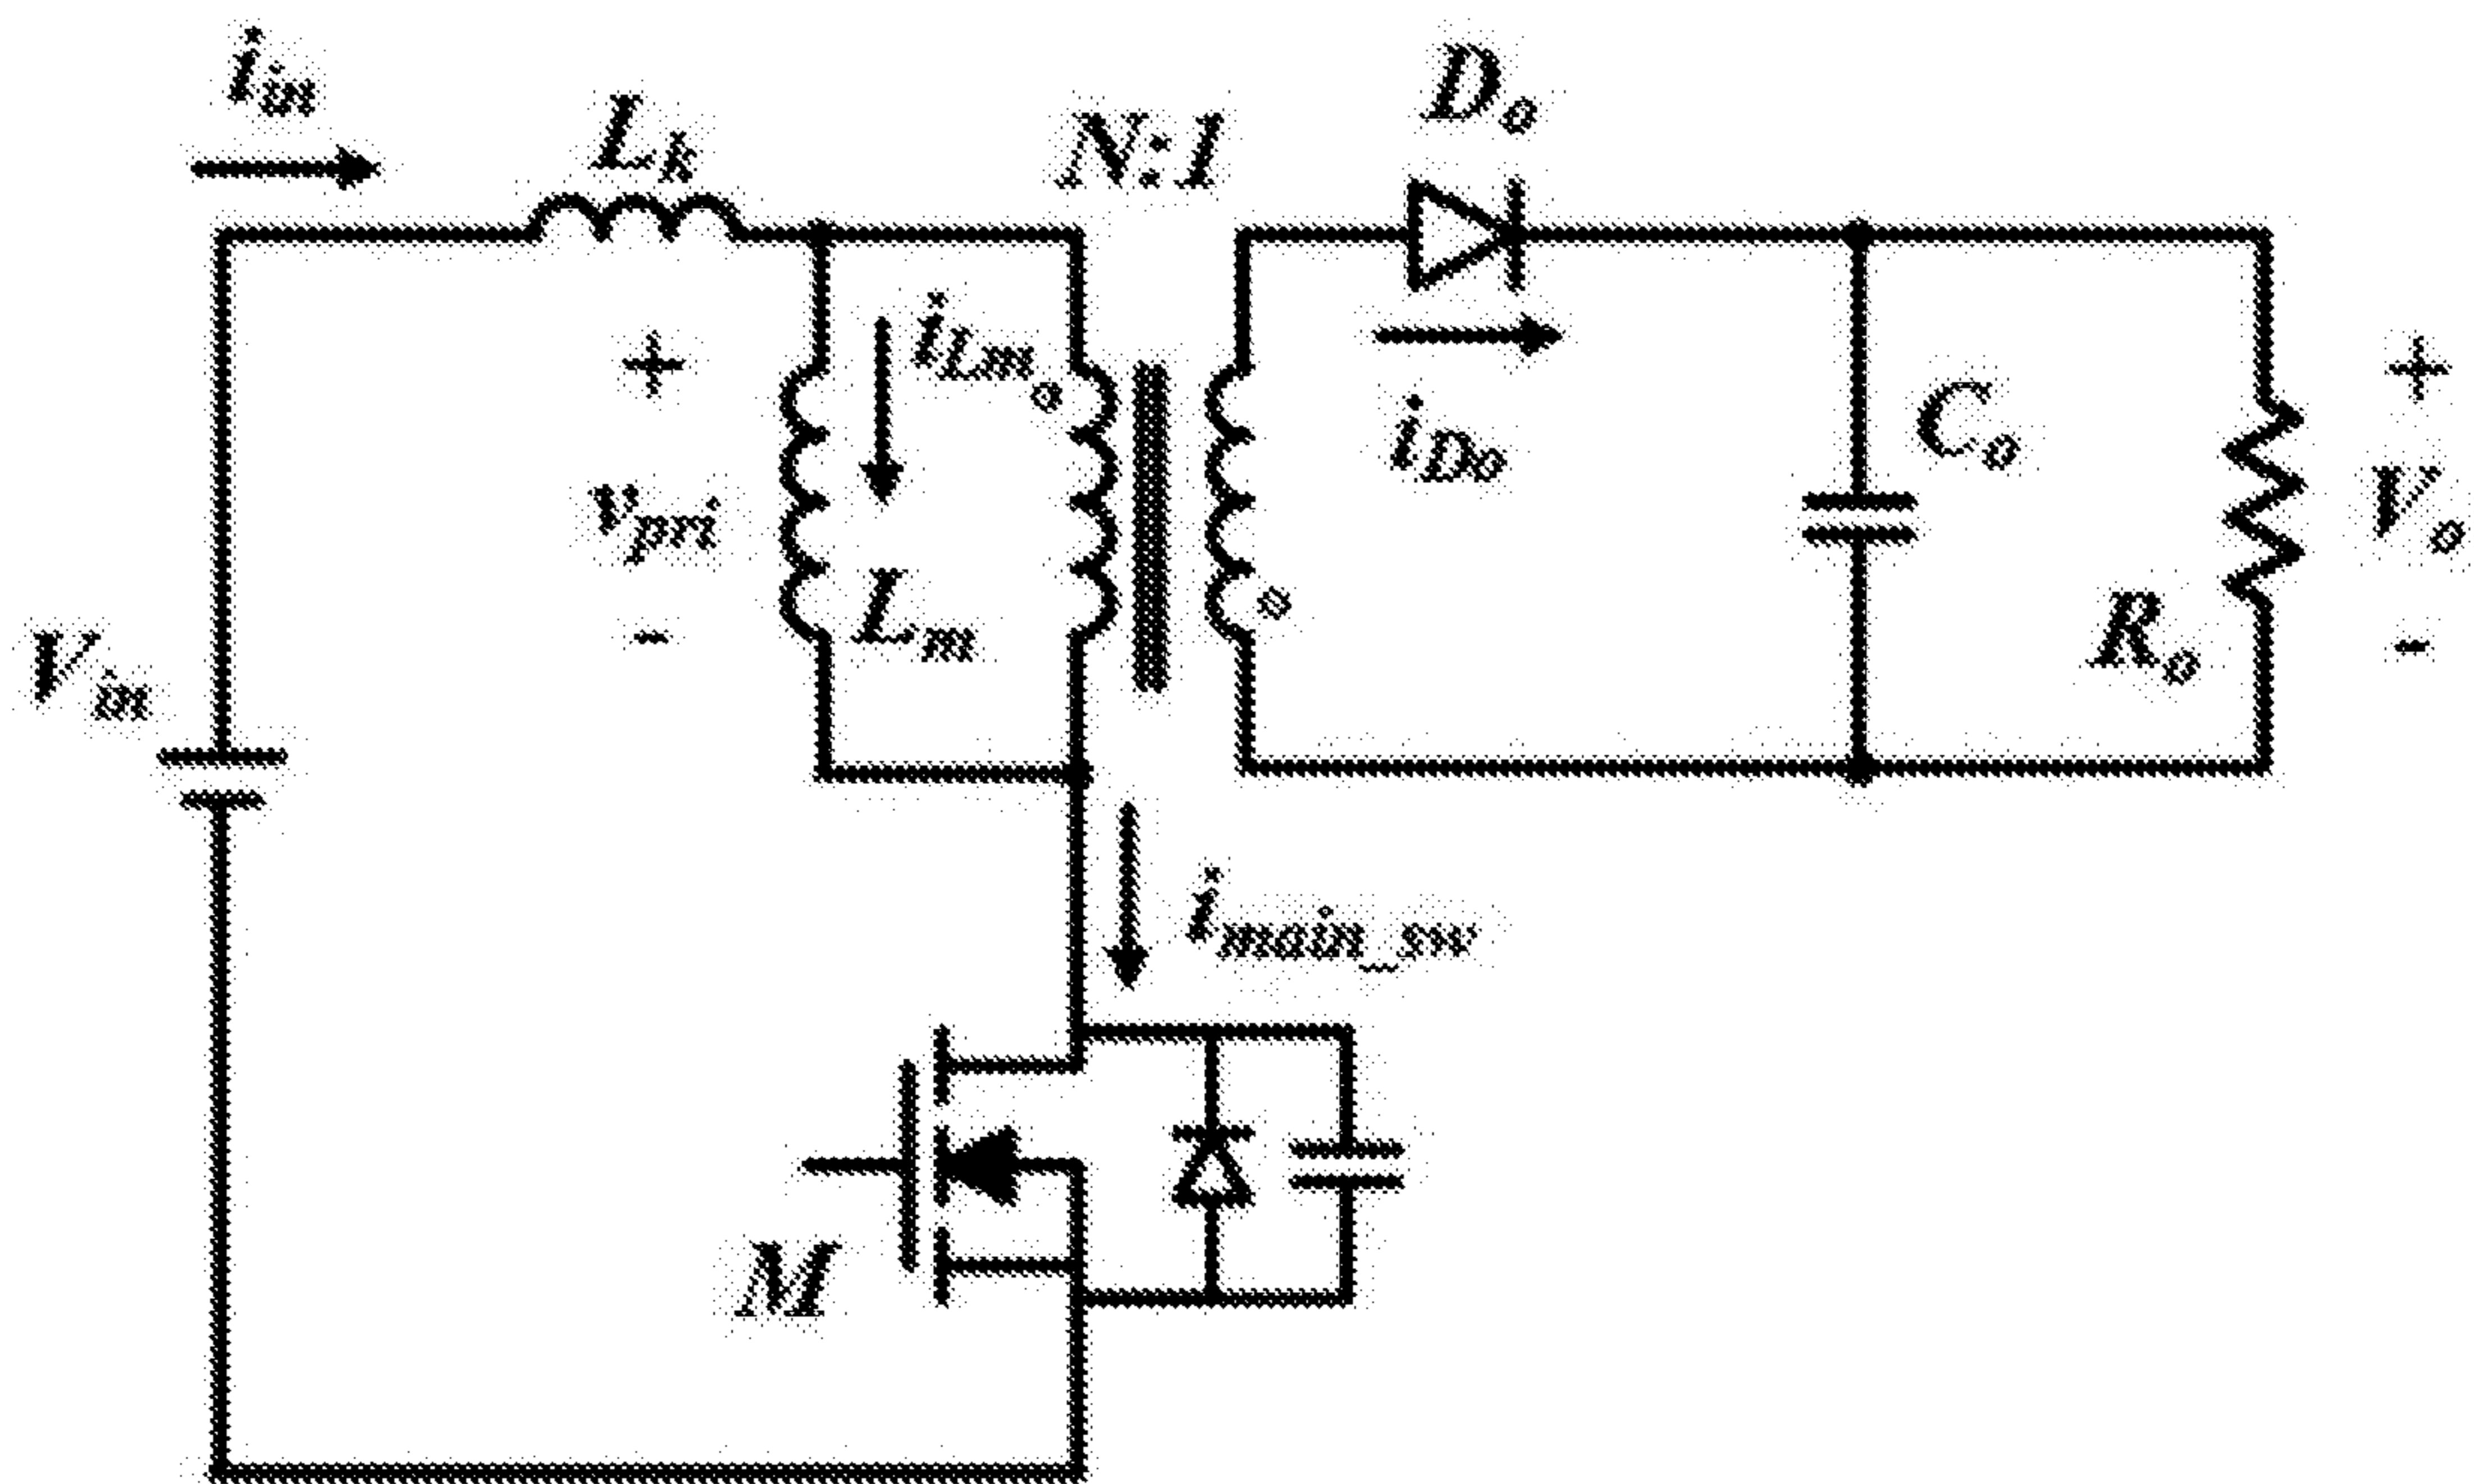 i_in
L_k
N:1
D_o
+
i_Lm
v_pri
-
L_m
i_Do
C_o
R_o
+
V_o
-
V_in
i_main_sw
M